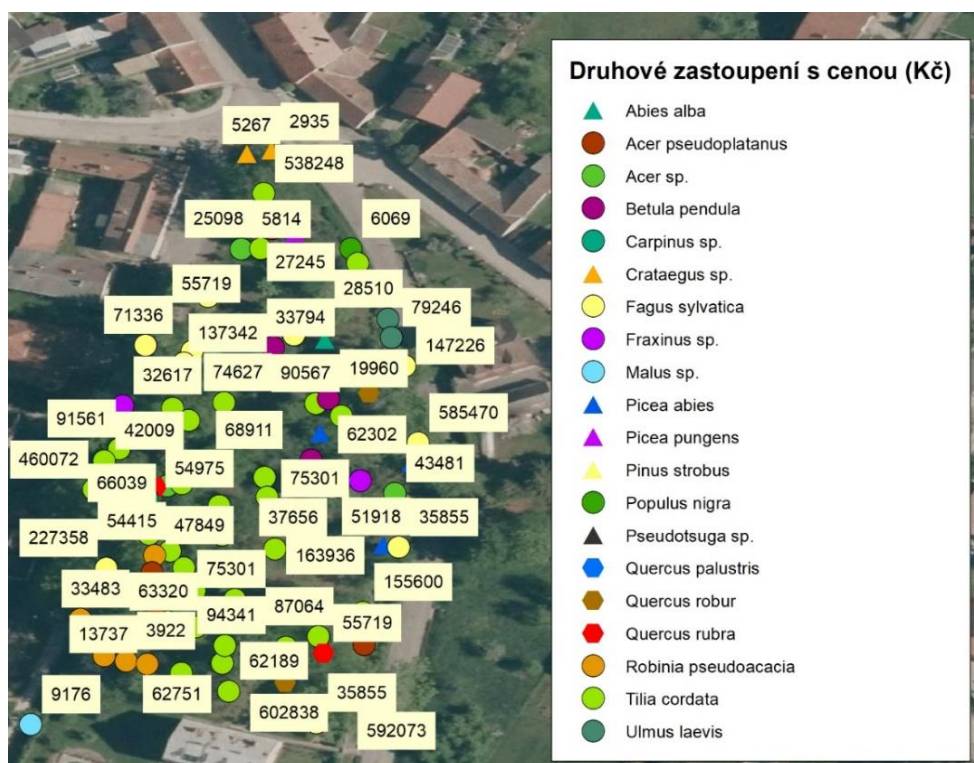 5267
2935
538248
25098
5814
6069
27245
55719
28510
79246
71336
137342
33794
147226
32617
74627
90567
19960
91561
42009
68911
62302
585470
460072
54975
43481
66039
75301
54415
47849
37656
51918
35855
227358
163936
33483
63320
75301
155600
94341
87064
55719
13737
3922
62189
9176
62751
35855
602838
592073
Druhové zastoupení s cenou (Kč)
Abies alba
Acer pseudoplatanus
Acer sp.
Betula pendula
Carpinus sp.
Crataegus sp.
Fagus sylvatica
Fraxinus sp.
Malus sp.
Picea abies
Picea pungens
Pinus strobus
Populus nigra
Pseudotsuga sp.
Quercus palustris
Quercus robur
Quercus rubra
Robinia pseudoacacia
Tilia cordata
Ulmus laevis